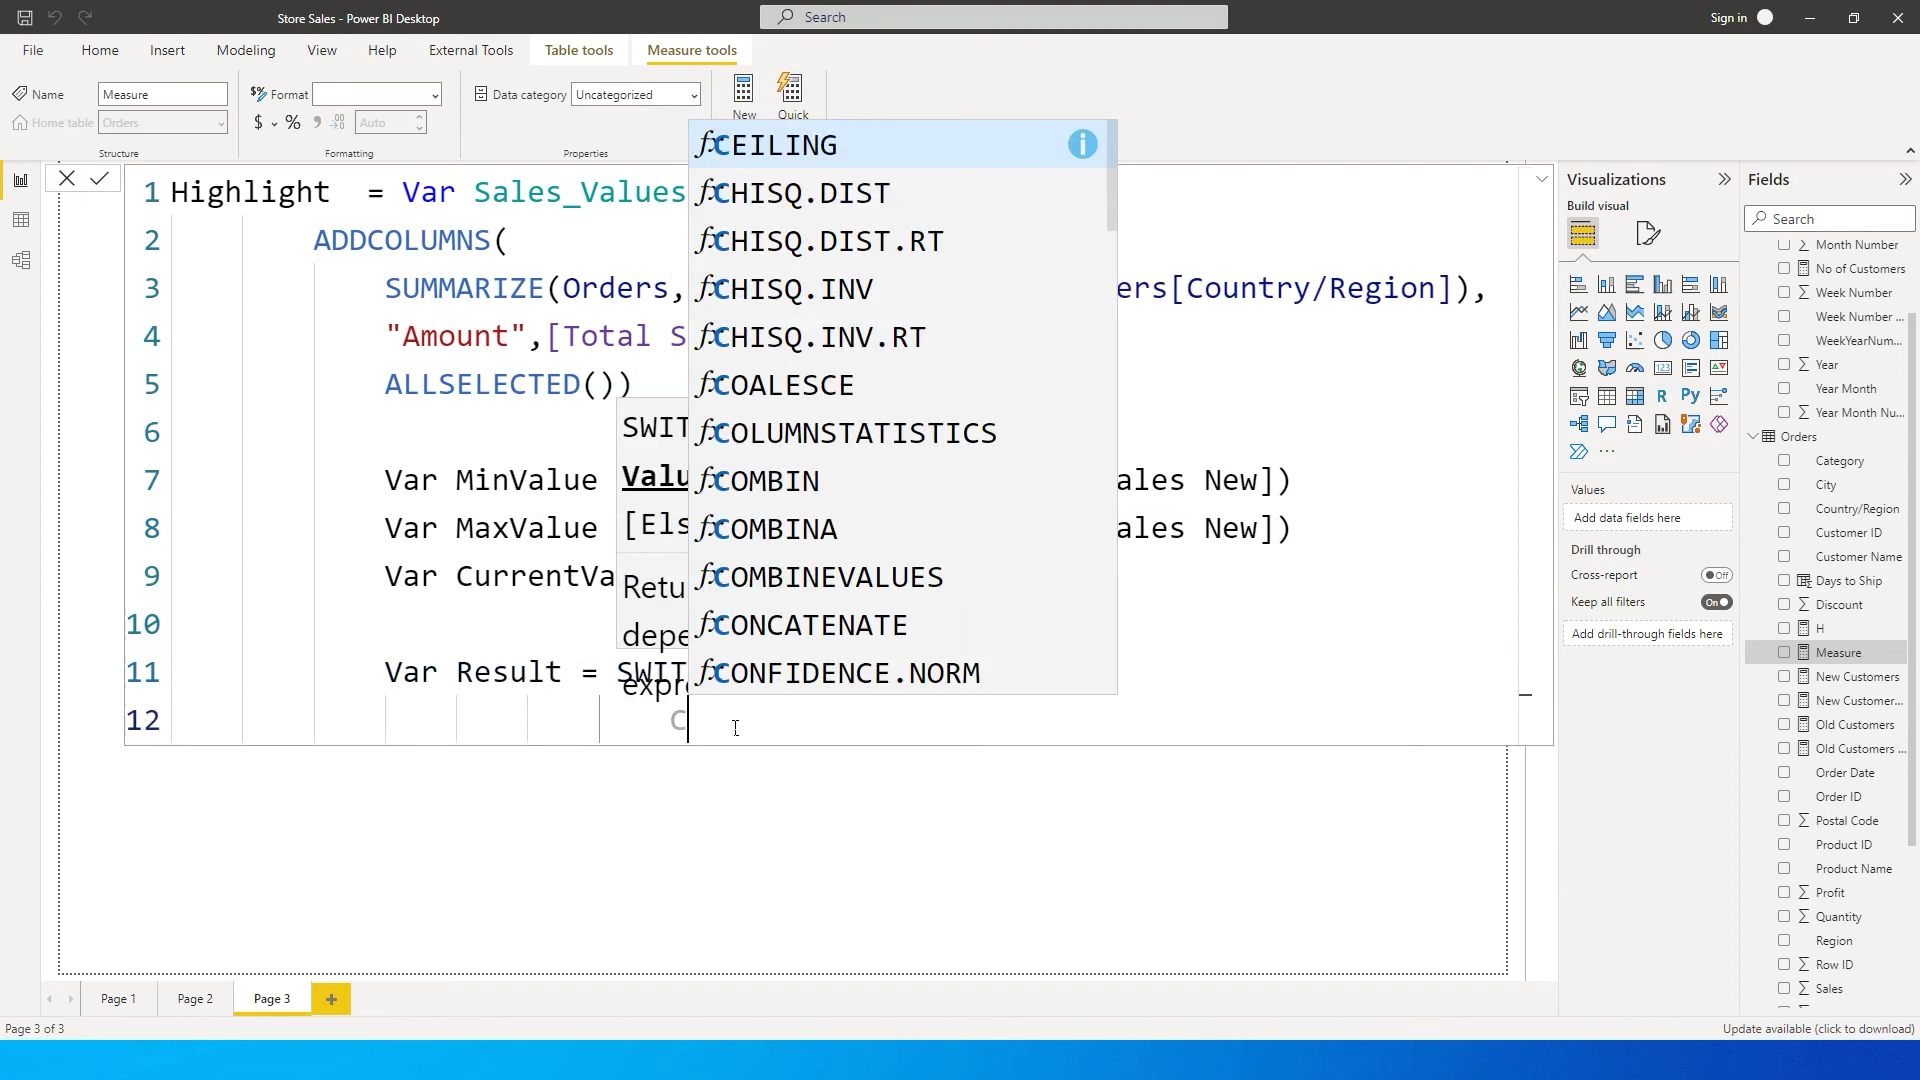 Store Sales - Power BI Desktop
Search
Sign in
File Home Insert Modeling View Help External Tools Table tools Measure tools
Name Measure
Format
Data category Uncategorized
New Quick
Home table Orders
$ % Auto
Structure Formatting Properties
1 Highlight = Var Sales_Values
2 ADDCOLUMNS(
3 SUMMARIZE(Orders, ers[Country/Region]),
4 "Amount",[Total S
5 ALLSELECTED())
6
7 Var MinValue ales New])
8 Var MaxValue ales New])
9 Var CurrentVa
10
11 Var Result = SWIT
12 C
SWIT
Valu
[Els
Retu
depe
expre
CEILING
CHISQ.DIST
CHISQ.DIST.RT
CHISQ.INV
CHISQ.INV.RT
COALESCE
COLUMNSTATISTICS
COMBIN
COMBINA
COMBINEVALUES
CONCATENATE
CONFIDENCE.NORM
Visualizations
Build visual
R Py
Values
Add data fields here
Drill through
Cross-report Off
Keep all filters On
Add drill-through fields here
Fields
Search
Month Number
No of Customers
Week Number
Week Number ...
WeekYearNum...
Year
Year Month
Year Month Nu...
Orders
Category
City
Country/Region
Customer ID
Customer Name
Days to Ship
Discount
H
Measure
New Customers
New Customer...
Old Customers
Old Customers ...
Order Date
Order ID
Postal Code
Product ID
Product Name
Profit
Quantity
Region
Row ID
Sales
Page 1 Page 2 Page 3
Page 3 of 3
Update available (click to download)